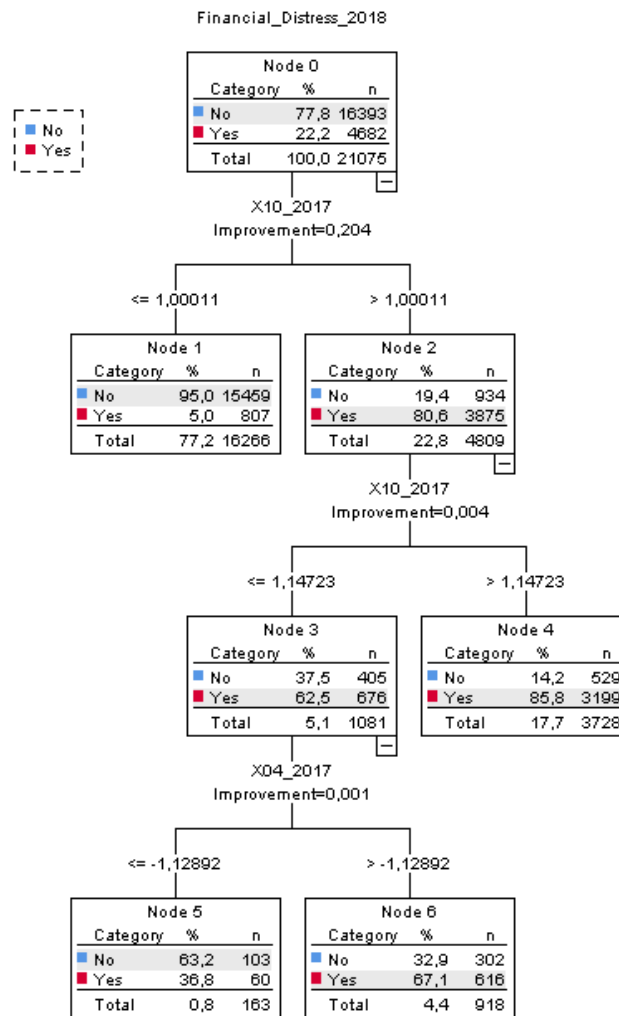 Financial_Distress_2018
No
Yes
Node 0
Category % n
No 77,8 16393
Yes 22,2 4682
Total 100,0 21075
X10_2017
Improvement=0,204
<= 1,00011
> 1,00011
Node 1
Category % n
No 95,0 15459
Yes 5,0 807
Total 77,2 16266
Node 2
Category % n
No 19,4 934
Yes 80,6 3875
Total 22,8 4809
X10_2017
Improvement=0,004
<= 1,14723
> 1,14723
Node 3
Category % n
No 37,5 405
Yes 62,5 676
Total 5,1 1081
Node 4
Category % n
No 14,2 529
Yes 85,8 3199
Total 17,7 3728
X04_2017
Improvement=0,001
<= -1,12892
> -1,12892
Node 5
Category % n
No 63,2 103
Yes 36,8 60
Total 0,8 163
Node 6
Category % n
No 32,9 302
Yes 67,1 616
Total 4,4 918